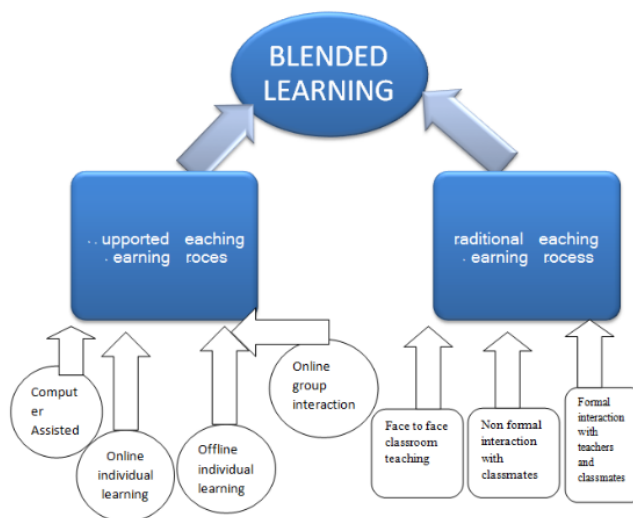 BLENDED
LEARNING
. . upported eaching
. earning roces
raditional eaching
. earning rocess
Comput
er
Assisted
Online
individual
learning
Offline
individual
learning
Online
group
interaction
Face to face
classroom
teaching
Non formal
interaction
with
classmates
Formal
interaction
with
teachers
and
classmates